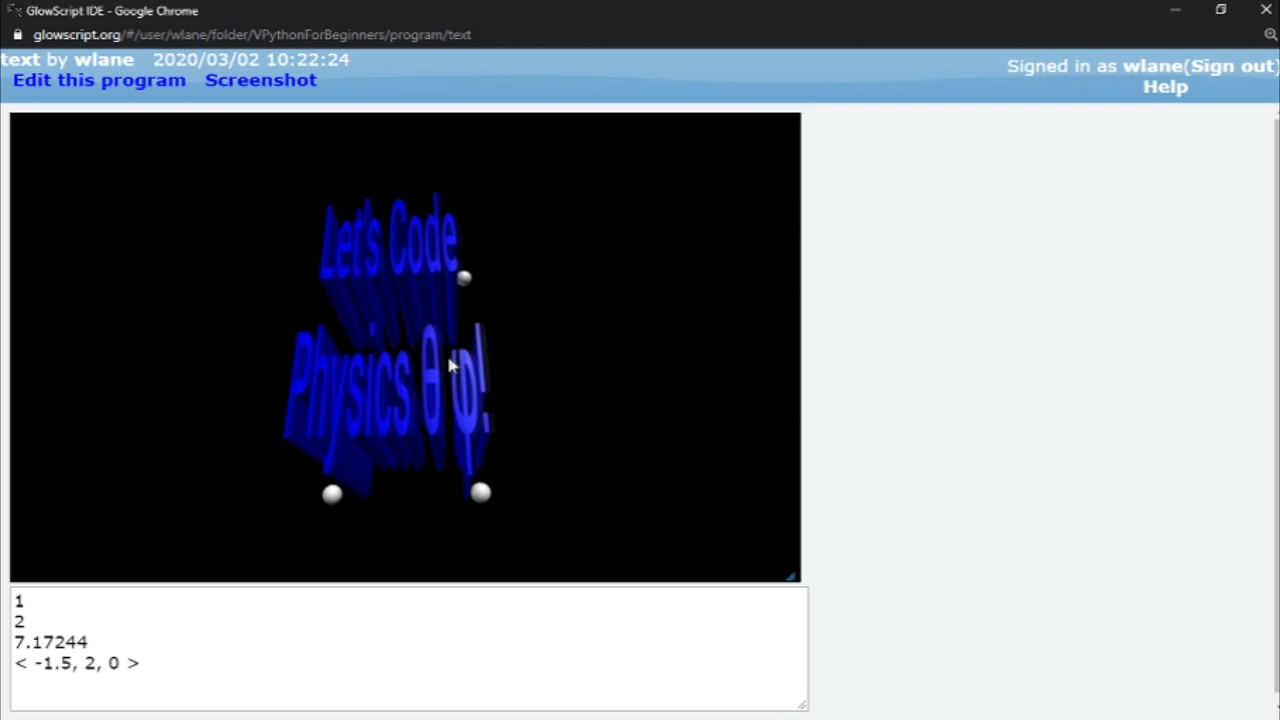 GlowScript IDE - Google Chrome
glowscript.org/#/user/wlane/folder/VPythonForBeginners/program/text
text by wlane 2020/03/02 10:22:24
Signed in as wlane(Sign out)
Edit this program Screenshot
Help
Let's Code
Physics θ φ!
1
2
7.17244
< -1.5, 2, 0 >